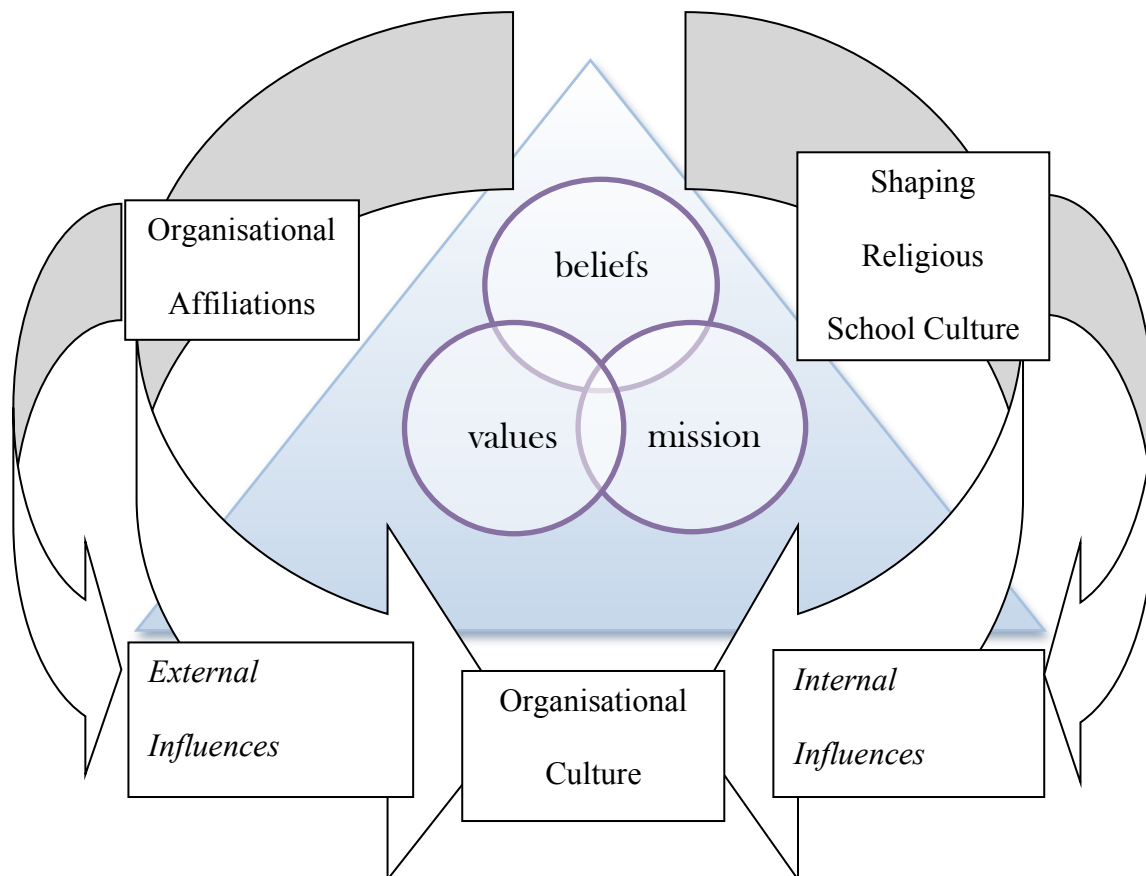 Shaping
Religious
School Culture
Organisational
Affiliations
beliefs
values
mission
External
Influences
Organisational
Culture
Internal
Influences